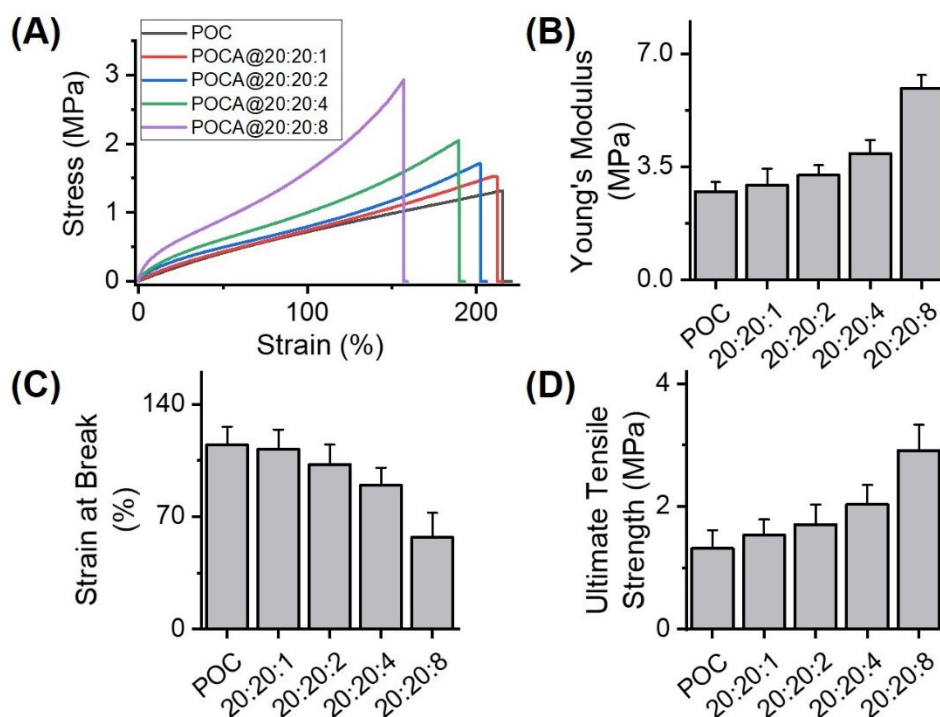 (A)
POC
POCA@20:20:1
POCA@20:20:2
POCA@20:20:4
POCA@20:20:8
3
2
1
0
Stress (MPa)
0
100
200
Strain (%)
(B)
7.0
3.5
0.0
Young's Modulus
(MPa)
POC
20:20:1
20:20:2
20:20:4
20:20:8
(C)
140
70
0
Strain at Break
(%)
POC
20:20:1
20:20:2
20:20:4
20:20:8
(D)
4
2
0
Ultimate Tensile
Strength (MPa)
POC
20:20:1
20:20:2
20:20:4
20:20:8